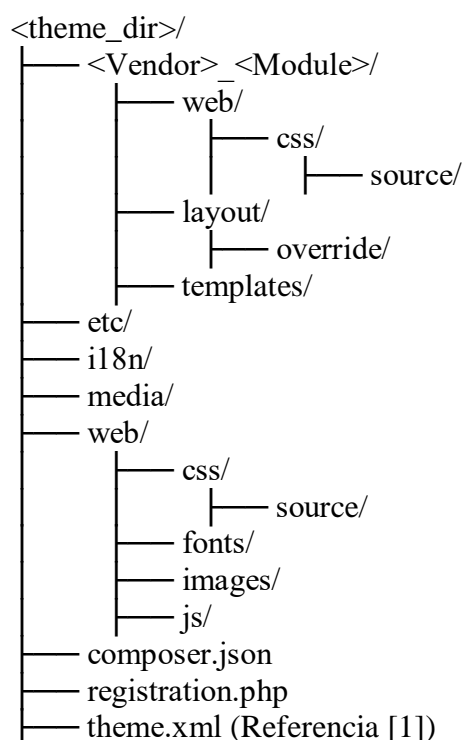 <theme_dir>/
<Vendor>_<Module>/
web/
css/
source/
layout/
override/
templates/
etc/
i18n/
media/
web/
css/
source/
fonts/
images/
js/
composer.json
registration.php
theme.xml (Referencia [1])